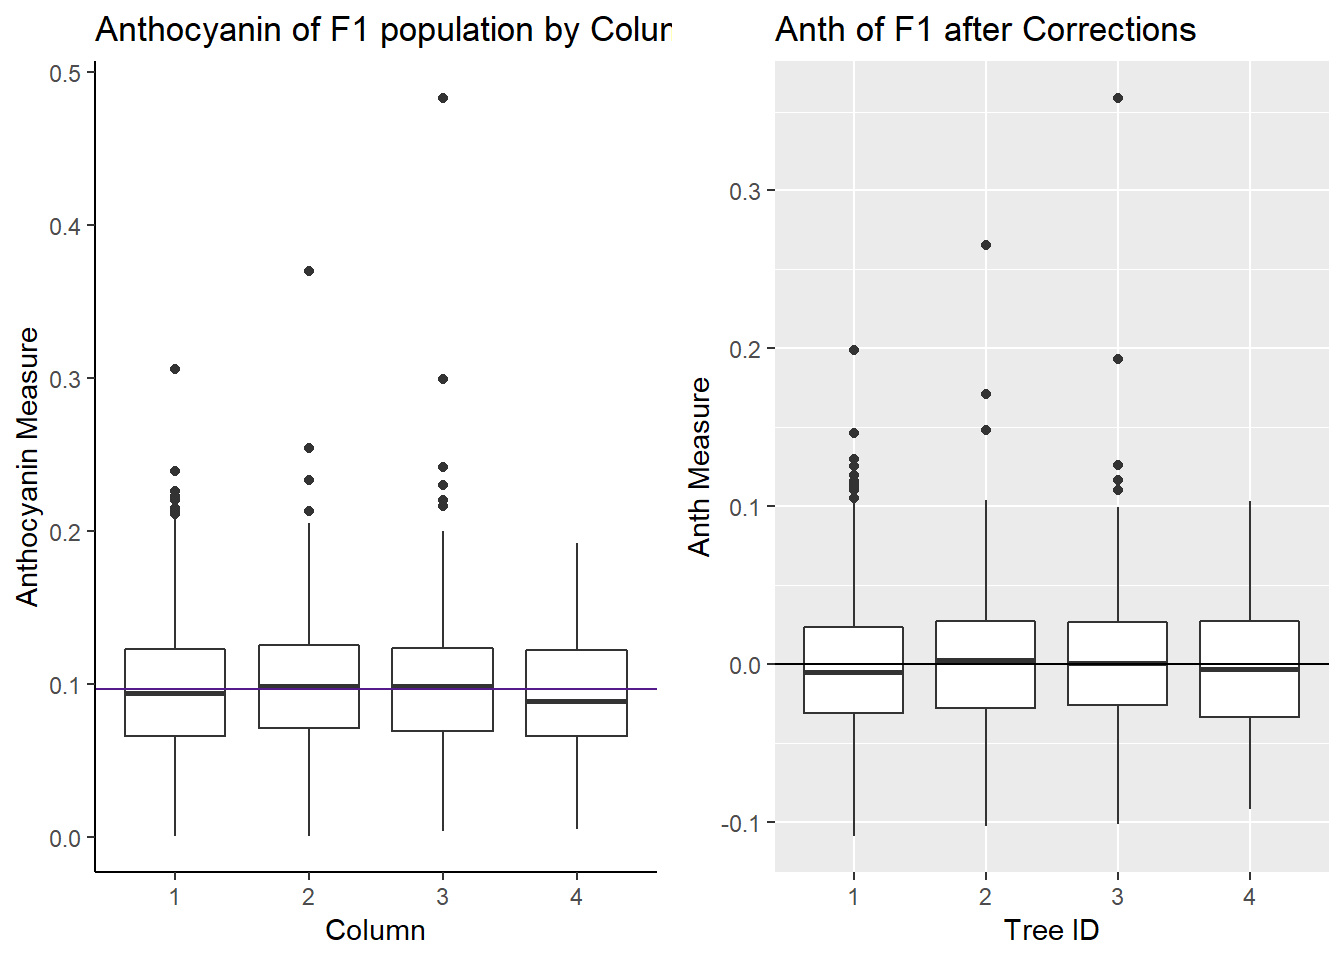 Anthocyanin of F1 population by Colum
Anthocyanin Measure
0.5
0.4
0.3
0.2
0.1
0.0
1 2 3 4
Column
Anth of F1 after Corrections
Anth Measure
0.3
0.2
0.1
0.0
-0.1
1 2 3 4
Tree ID